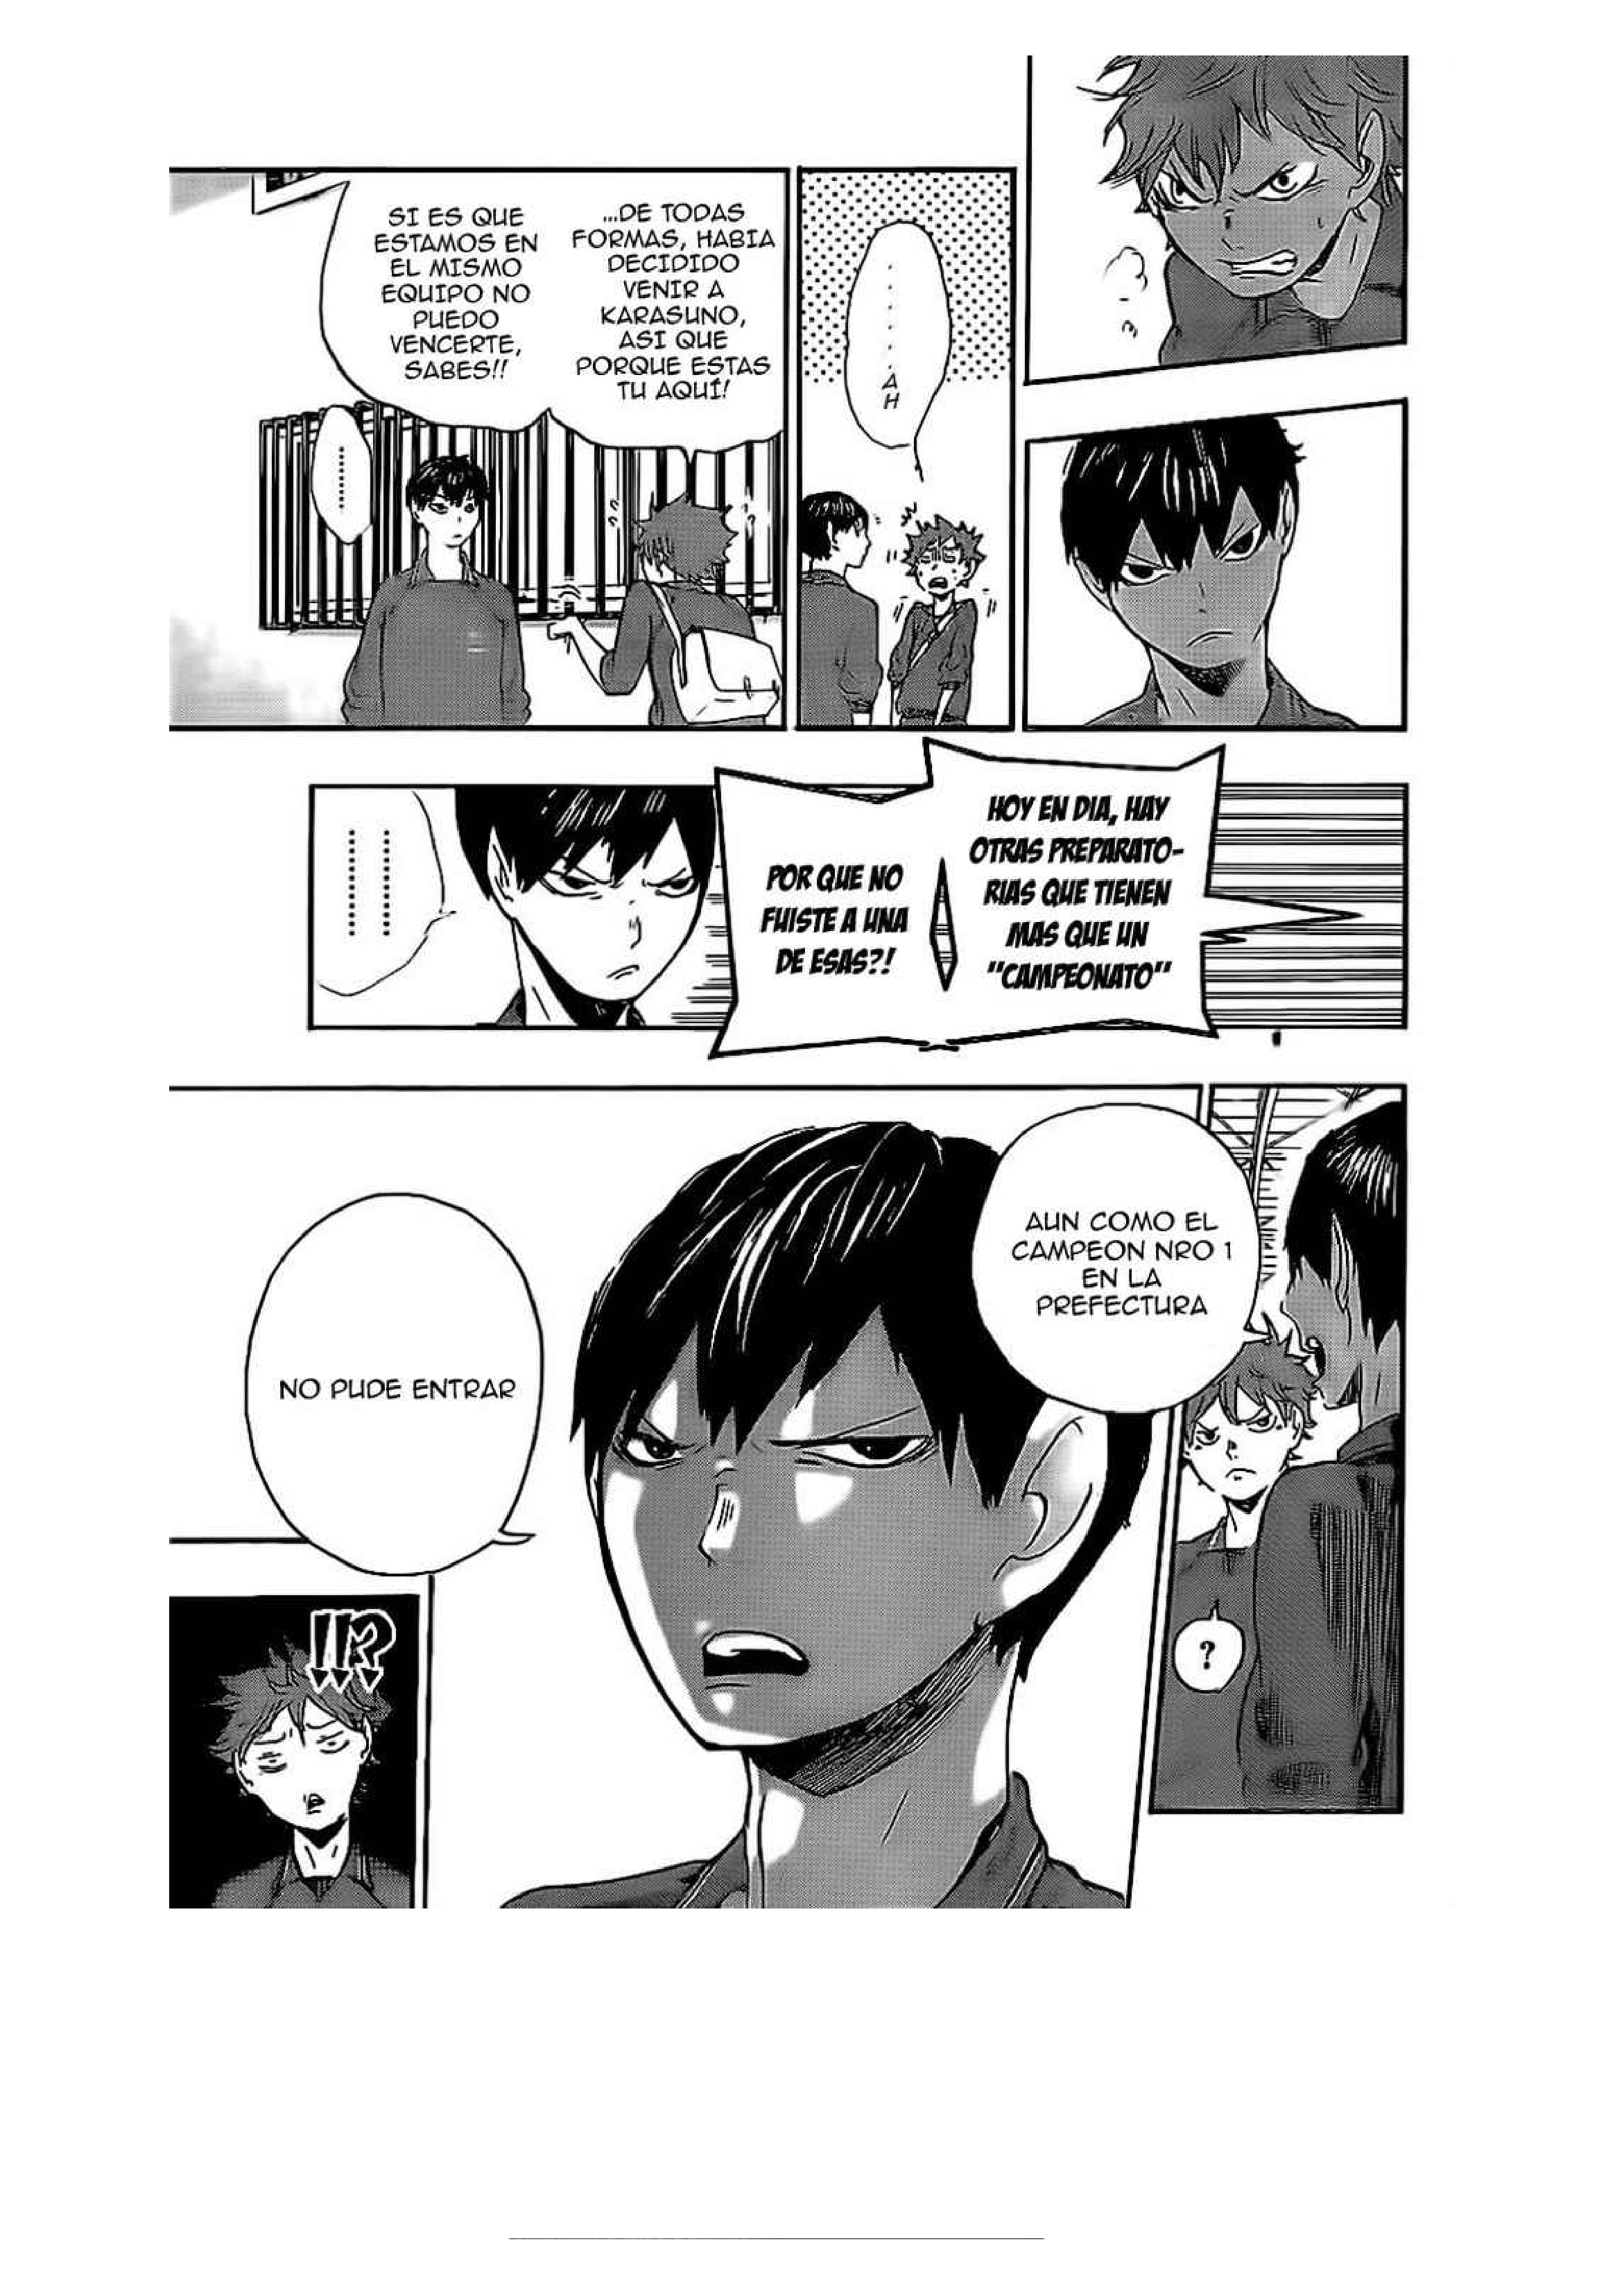 ........AH
...DE TODAS
FORMAS, HABIA
DECIDIDO
VENIR A
KARASUNO,
ASI QUE
PORQUE ESTAS
TU AQUÍ!
SI ES QUE
ESTAMOS EN
EL MISMO
EQUIPO NO
PUEDO
VENCERTE,
SABES!!
.........
HOY EN DIA, HAY
OTRAS PREPARATO-
RIAS QUE TIENEN
MAS QUE UN
"CAMPEONATO"
POR QUE NO
FUISTE A UNA
DE ESAS?!
..........
..........
AUN COMO EL
CAMPEON NRO 1
EN LA
PREFECTURA
?
NO PUDE ENTRAR
!!?